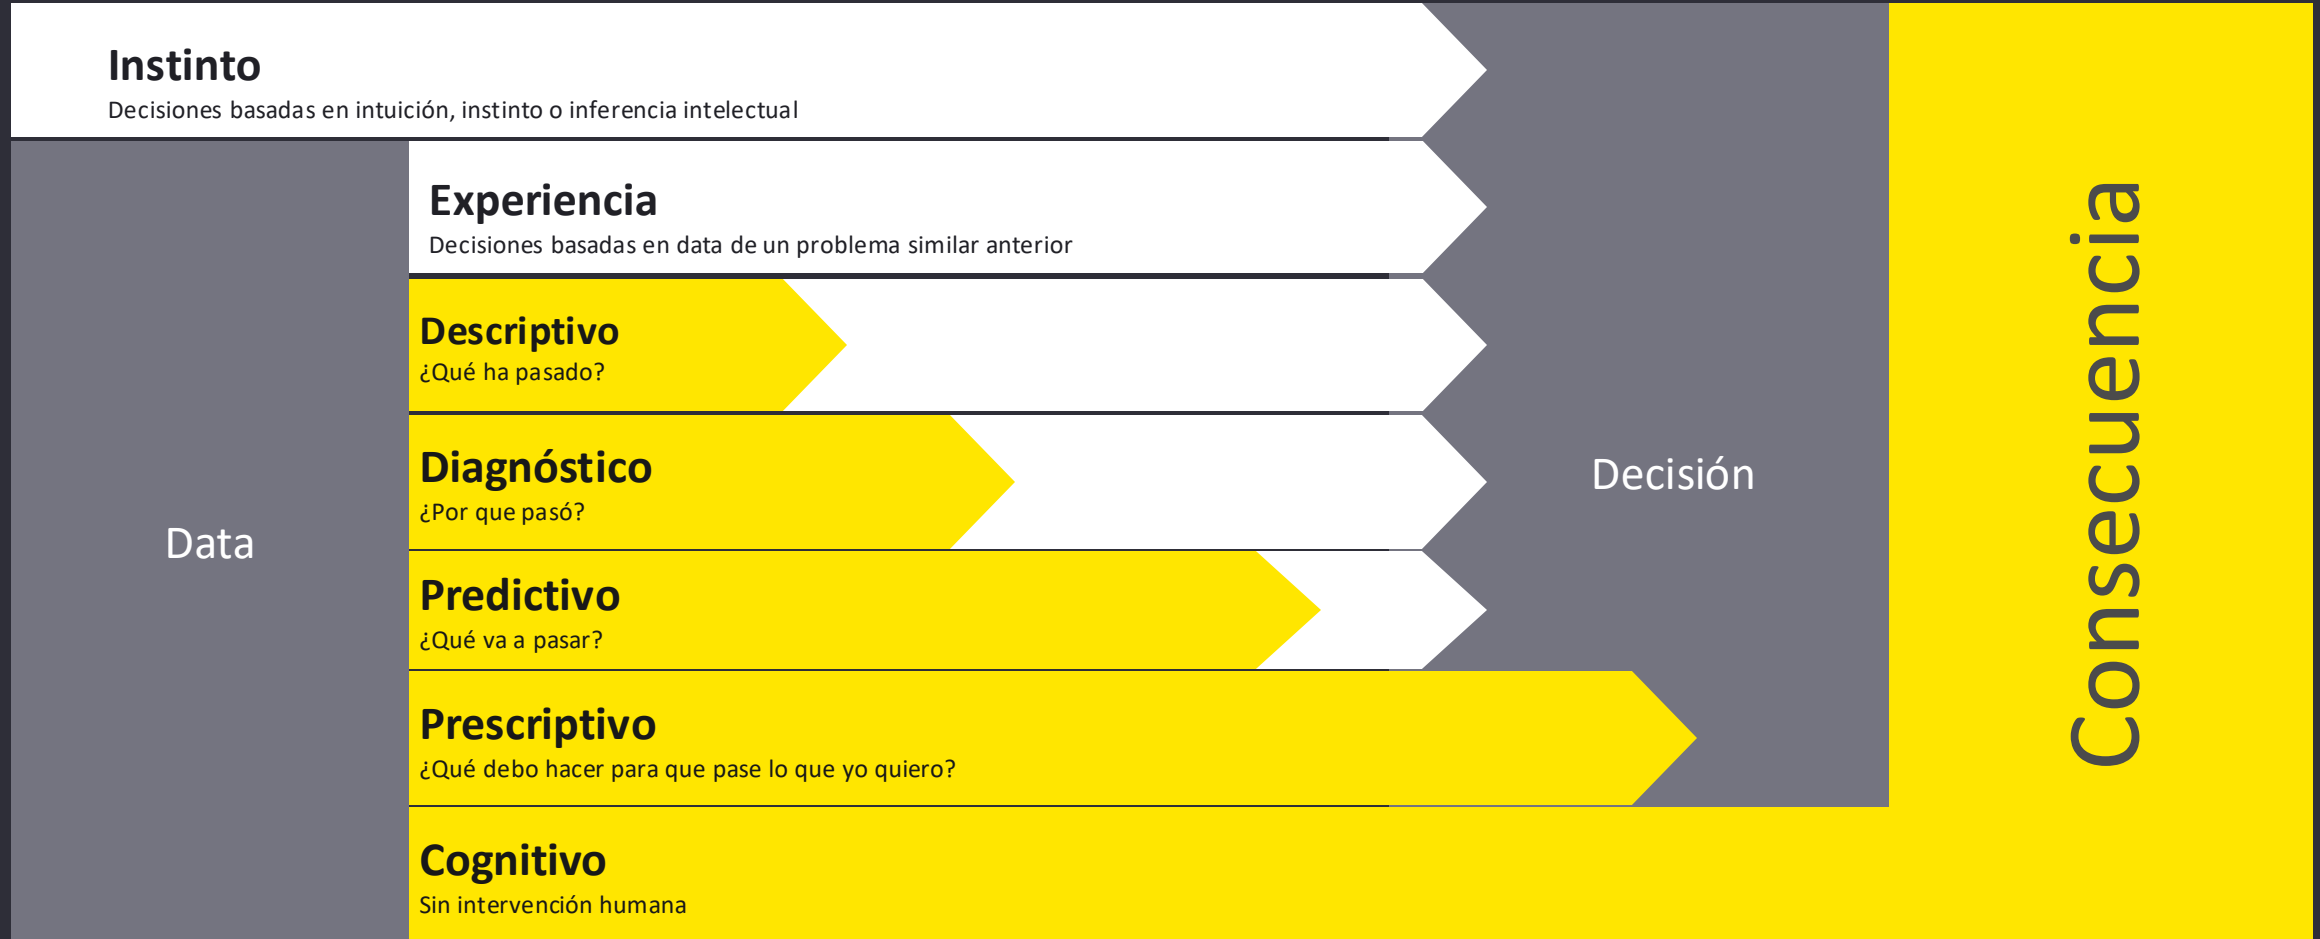 Instinto
Decisiones basadas en intuición, instinto o inferencia intelectual
Experiencia
Decisiones basadas en data de un problema similar anterior
Descriptivo
¿Qué ha pasado?
Diagnóstico
¿Por que pasó?
Data
Decisión
Consecuencia
Predictivo
¿Qué va a pasar?
Prescriptivo
¿Qué debo hacer para que pase lo que yo quiero?
Cognitivo
Sin intervención humana